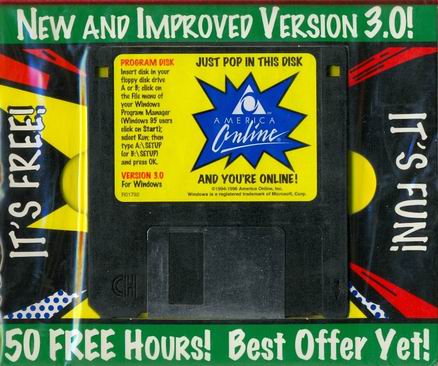 NEW AND IMPROVED VERSION 3.0!
IT'S FREE!
PROGRAM DISK
Insert disk in your
floppy disk drive
A or B; click on
the File menu of
your Windows
Program Manager
(Windows 95 users
click on Start);
select Run; then
type A:\SETUP
(or B:\SETUP)
and press OK.
VERSION 3.0
For Windows
R01792
JUST POP IN THIS DISK
AMERICA
Online
AND YOU'RE ONLINE!
©1994-1996 America Online, Inc.
Windows is a registered trademark of Microsoft, Corp.
IT'S FUN!
CH
50 FREE HOURS! BEST OFFER YET!